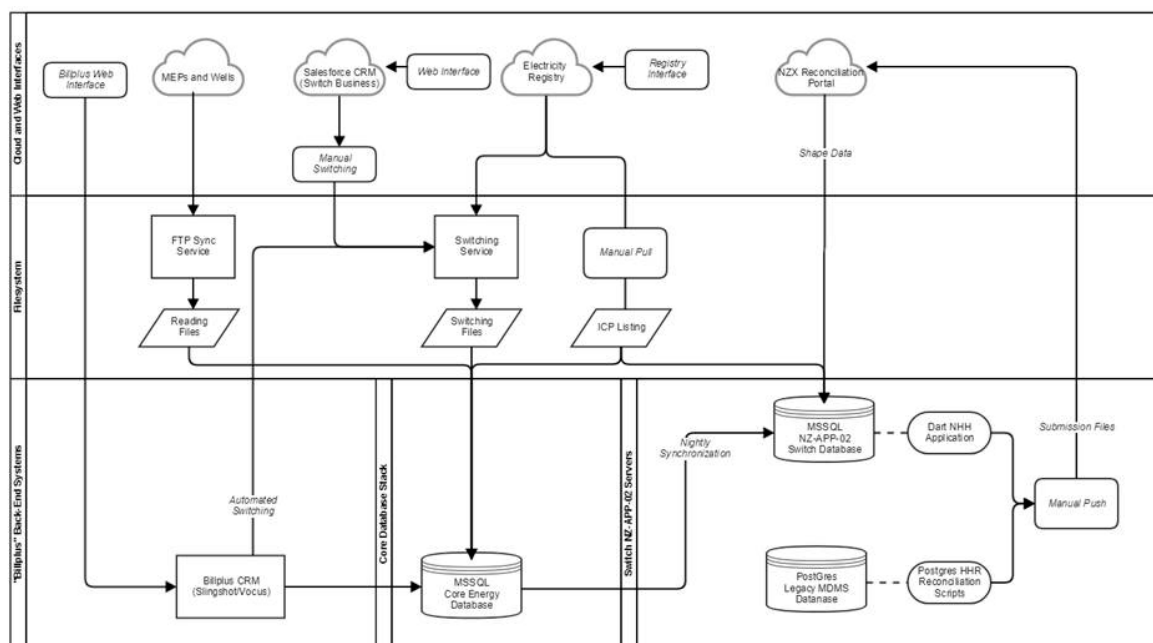 Cloud and Web Interfaces
Billplus Web
Interface
MEPs and Wells
Salesforce CRM
(Switch Business)
Web Interface
Electricity
Registry
Registry
Interface
NZX Reconciliation
Portal
Manual
Switching
Shape Data
Filesystem
FTP Sync
Service
Switching
Service
Manual Pull
Reading
Files
Switching
Files
ICP Listing
"Billplus" Back-End Systems
Core Database Stack
Switch NZ-APP-02 Servers
MSSQL
NZ-APP-02
Switch Database
Dart NHH
Application
Submission Files
Nightly
Synchronization
Automated
Switching
Manual Push
Billplus CRM
(Slingshot/Vocus)
MSSQL
Core Energy
Database
PostGres
Legacy MDMS
Datanase
Postgres HHR
Reconciliation
Scripts